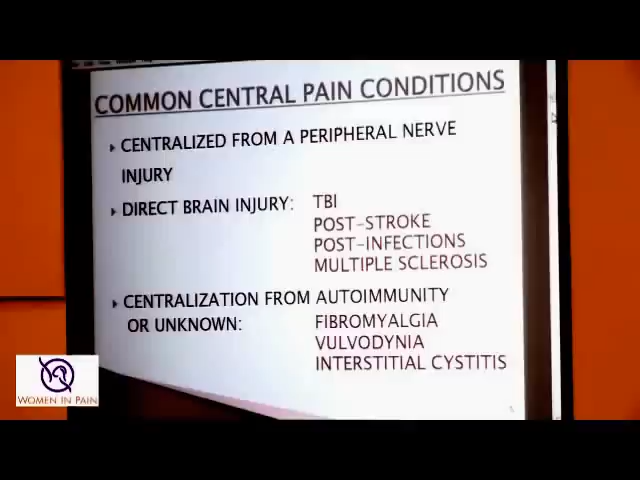 COMMON CENTRAL PAIN CONDITIONS
CENTRALIZED FROM A PERIPHERAL NERVE
INJURY
DIRECT BRAIN INJURY: TBI
POST-STROKE
POST-INFECTIONS
MULTIPLE SCLEROSIS
CENTRALIZATION FROM AUTOIMMUNITY
OR UNKNOWN: FIBROMYALGIA
VULVODYNIA
INTERSTITIAL CYSTITIS
WOMEN IN PAIN